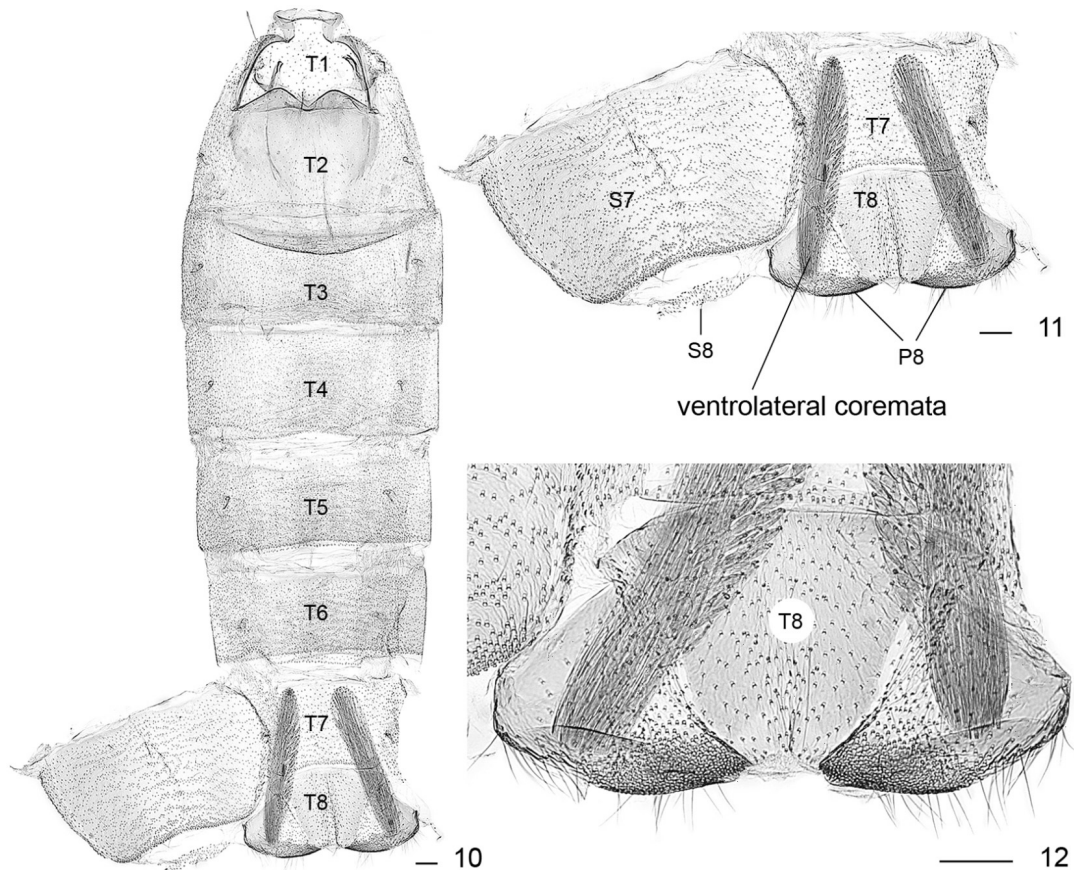 T1
T2
T3
T4
T5
T6
T7
T8
10
T7
S7
T8
S8
P8
11
ventrolateral coremata
T8
12